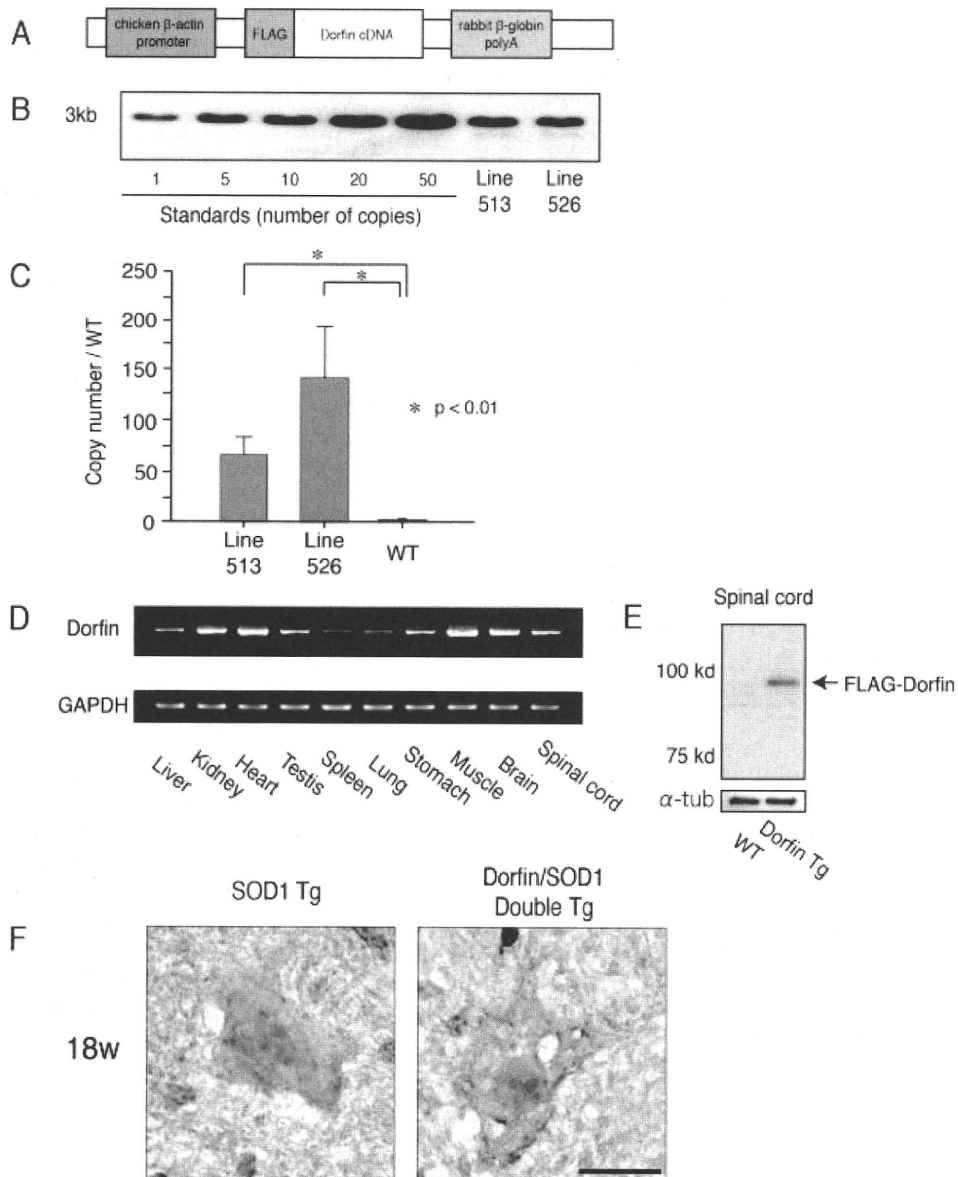 A
chicken β-actin
promoter
FLAG
Dorfin cDNA
rabbit β-globin
polyA
B
3kb
1 5 10 20 50
Line
513
Line
526
Standards (number of copies)
C
Copy number / WT
250
200
150
100
50
0
*
*
* p < 0.01
Line
513
Line
526
WT
D
Dorfin
GAPDH
Liver
Kidney
Heart
Testis
Spleen
Lung
Stomach
Muscle
Brain
Spinal cord
E
Spinal cord
100 kd
FLAG-Dorfin
75 kd
α-tub
WT
Dorfin Tg
F
SOD1 Tg
Dorfin/SOD1
Double Tg
18w